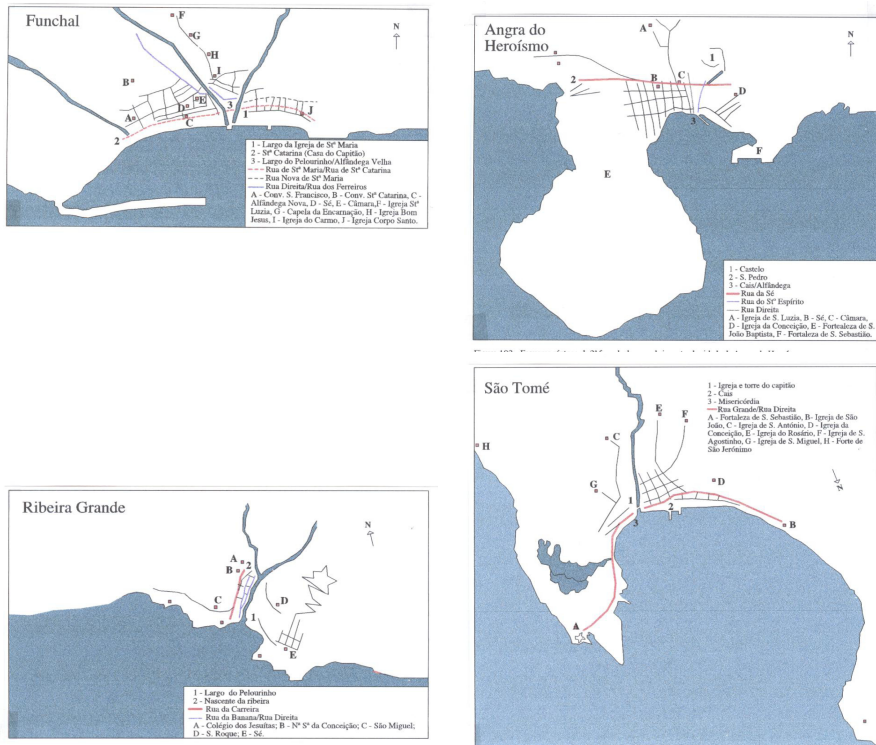 Funchal
F
G
N
H
I
B
E
D
3
A
C
1
J
2
1 - Largo da Igreja de Stª Maria
2 - Stª Catarina (Casa do Capitão)
3 - Largo do Pelourinho/Alfândega Velha
Rua de Stª Maria/Rua de Stª Catarina
Rua Nova de Stª Maria
Rua Direita/Rua dos Ferreiros
A - Conv. S. Francisco, B - Conv. Stª Catarina, C -
Alfândega Nova, D - Sé, E - Câmara,F - Igreja Stª
Luzia, G - Capela da Encarnação, H - Igreja Bom
Jesus, I - Igreja do Carmo, J - Igreja Corpo Santo.
Angra do
Heroísmo
A
N
1
2
B
C
D
3
F
E
1 - Castelo
2 - S. Pedro
3 - Cais/Alfândega
Rua da Sé
Rua do Stº Espírito
Rua Direita
A - Igreja de S. Luzia, B - Sé, C - Câmara,
D - Igreja da Conceição, E - Fortcaleza de S.
João Baptista, F - Fortaleza de S. Sebastião.
São Tomé
1 - Igreja e torre do capitão
2 - Cais
3 - Misericórdia
Rua Grande/Rua Direita
A - Fortaleza de S. Sebastião, B- Igreja de São
João, C - Igreja de S. António, D - Igreja da
Conceição, E - Igreja do Rosário, F - Igreja de S.
Agostinho, G - Igreja de S. Miguel, H - Forte de
São Jerónimo
E
F
C
H
D
G
N
1
2
3
B
A
Ribeira Grande
N
A
B
2
C
D
1
E
1 - Largo do Pelourinho
2 - Nascente da ribeira
Rua da Carreira
Rua da Banana/Rua Direita
A - Colégio dos Jesuítas; B - Nª Sª da Conceição; C - São Miguel;
D - S. Roque; E - Sé.